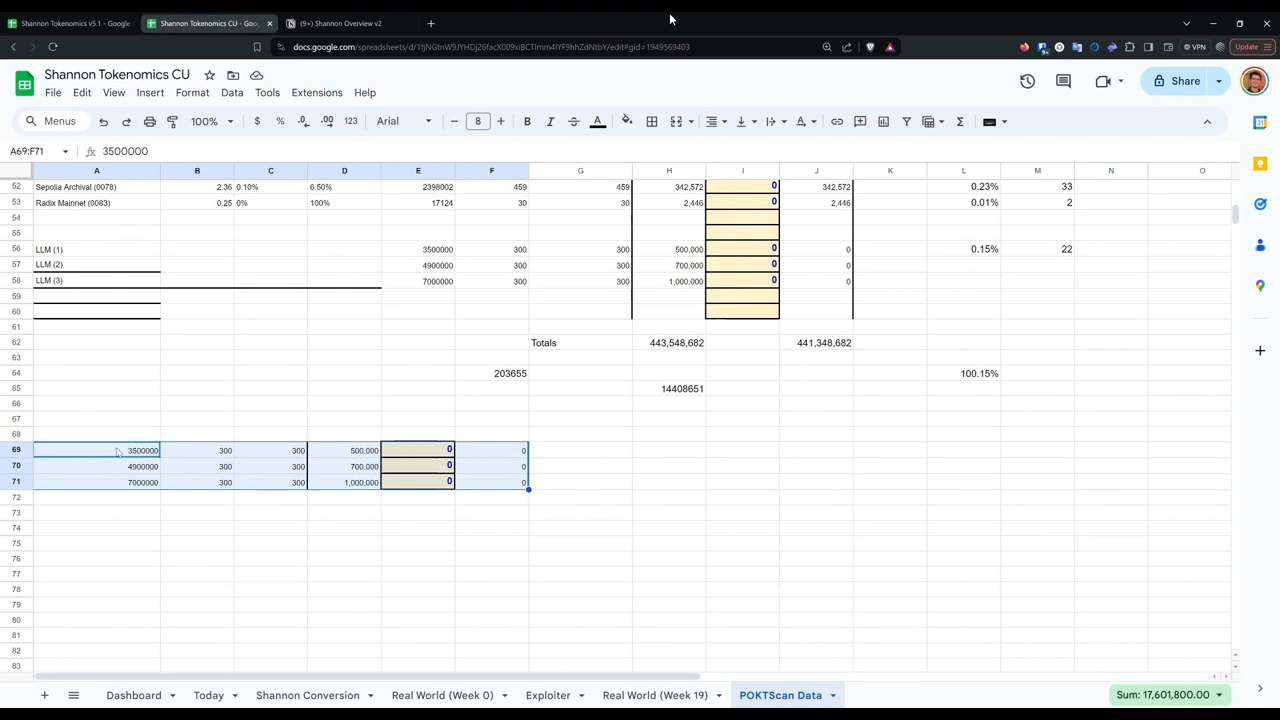 Shannon Tokenomics v5.1 - Google
Shannon Tokenomics CU - Goo
(9+) Shannon Overview v2
VPN
Update
Shannon Tokenomics CU
File Edit View Insert Format Data Tools Extensions Help
Share
Menus 100% $ % .0 .00 123 Arial 8 B I A
A69:F71 fx 3500000
A B C D E F G H I J K L M N O
52 Sepolia Archival (0078) 2.36 0.10% 6.50% 2398002 459 459 342,572 0 342,572 0.23% 33
53 Radix Mainnet (0083) 0.25 0% 100% 17124 30 30 2,446 0 2,446 0.01% 2
54
55
56 LLM (1) 3500000 300 300 500,000 0 0 0.15% 22
57 LLM (2) 4900000 300 300 700,000 0 0
58 LLM (3) 7000000 300 300 1,000,000 0 0
59
60
61
62 Totals 443,548,682 441,348,682
63
64 203655 100.15%
65 14408651
66
67
68
69 3500000 300 300 500,000 0 0
70 4900000 300 300 700,000 0 0
71 7000000 300 300 1,000,000 0 0
72
73
74
75
76
77
78
79
80
81
82
83
Dashboard Today Shannon Conversion Real World (Week 0) Exploiter Real World (Week 19) POKTScan Data Sum: 17,601,800.00